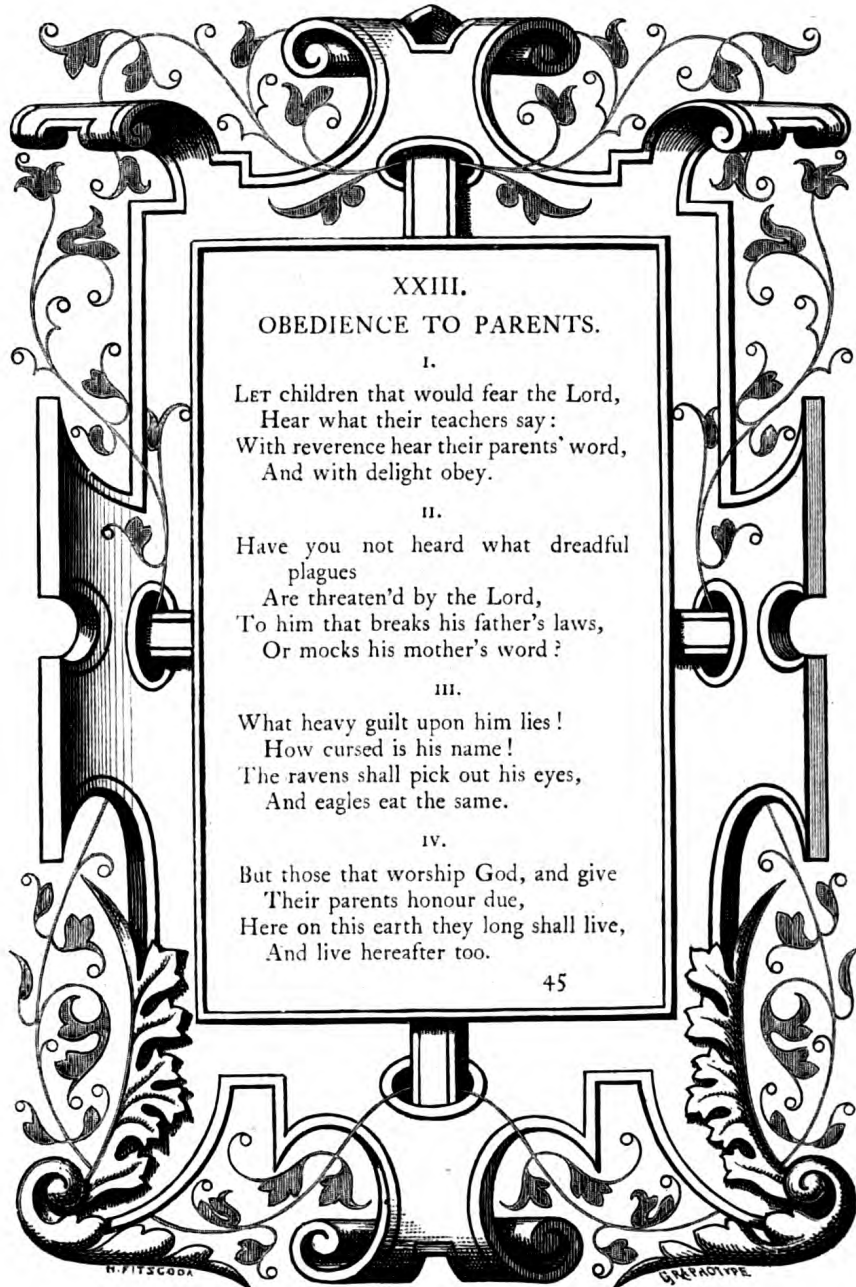 XXIII.
OBEDIENCE TO PARENTS.
I.
LET children that would fear the Lord,
Hear what their teachers say:
With reverence hear their parents' word,
And with delight obey.
II.
Have you not heard what dreadful
plagues
Are threaten'd by the Lord,
To him that breaks his father's laws,
Or mocks his mother's word?
III.
What heavy guilt upon him lies!
How cursed is his name!
The ravens shall pick out his eyes,
And eagles eat the same.
IV.
But those that worship God, and give
Their parents honour due,
Here on this earth they long shall live,
And live hereafter too.
45
H. FITSCOOK
GRAPHOTYPE